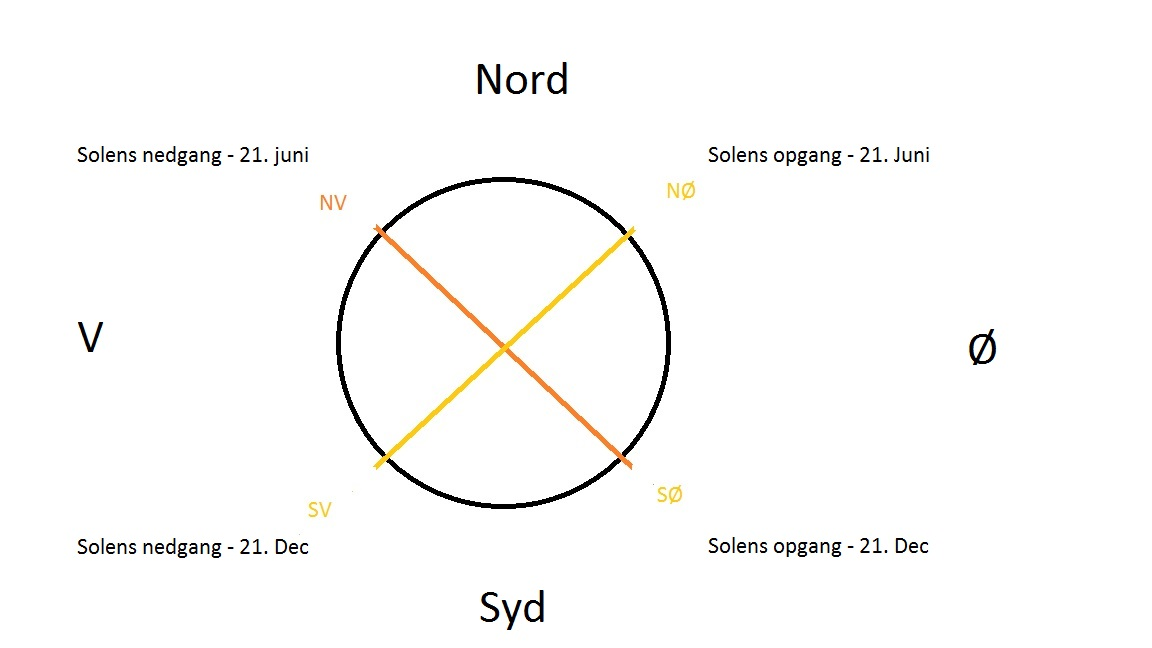 Nord
Solens nedgang - 21. juni
Solens opgang - 21. Juni
NV
NØ
V
Ø
SV
SØ
Solens nedgang - 21. Dec
Solens opgang - 21. Dec
Syd